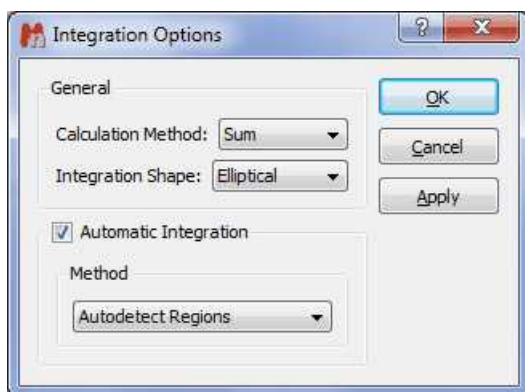 Integration Options
General
Calculation Method: Sum
Integration Shape: Elliptical
Automatic Integration
Method
Autodetect Regions
OK
Cancel
Apply